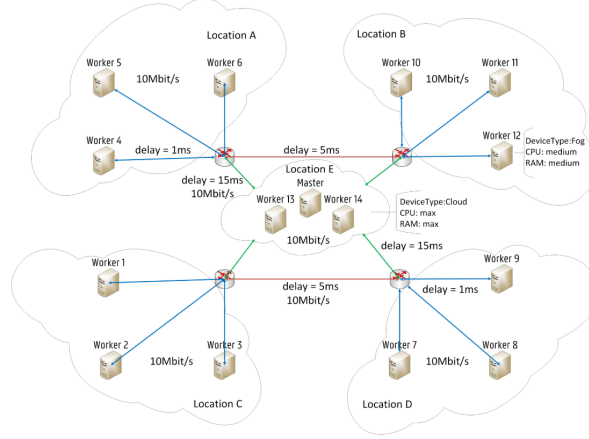 Location A
Location B
Worker 5
Worker 6
Worker 10
Worker 11
10Mbit/s
10Mbit/s
Worker 4
Worker 12
DeviceType:Fog
CPU: medium
RAM: medium
delay = 1ms
delay = 5ms
Location E
Master
delay = 15ms
10Mbit/s
Worker 13
Worker 14
DeviceType:Cloud
CPU: max
RAM: max
10Mbit/s
delay = 15ms
Worker 1
Worker 9
delay = 5ms
10Mbit/s
delay = 1ms
Worker 2
Worker 3
Worker 7
Worker 8
10Mbit/s
10Mbit/s
Location C
Location D